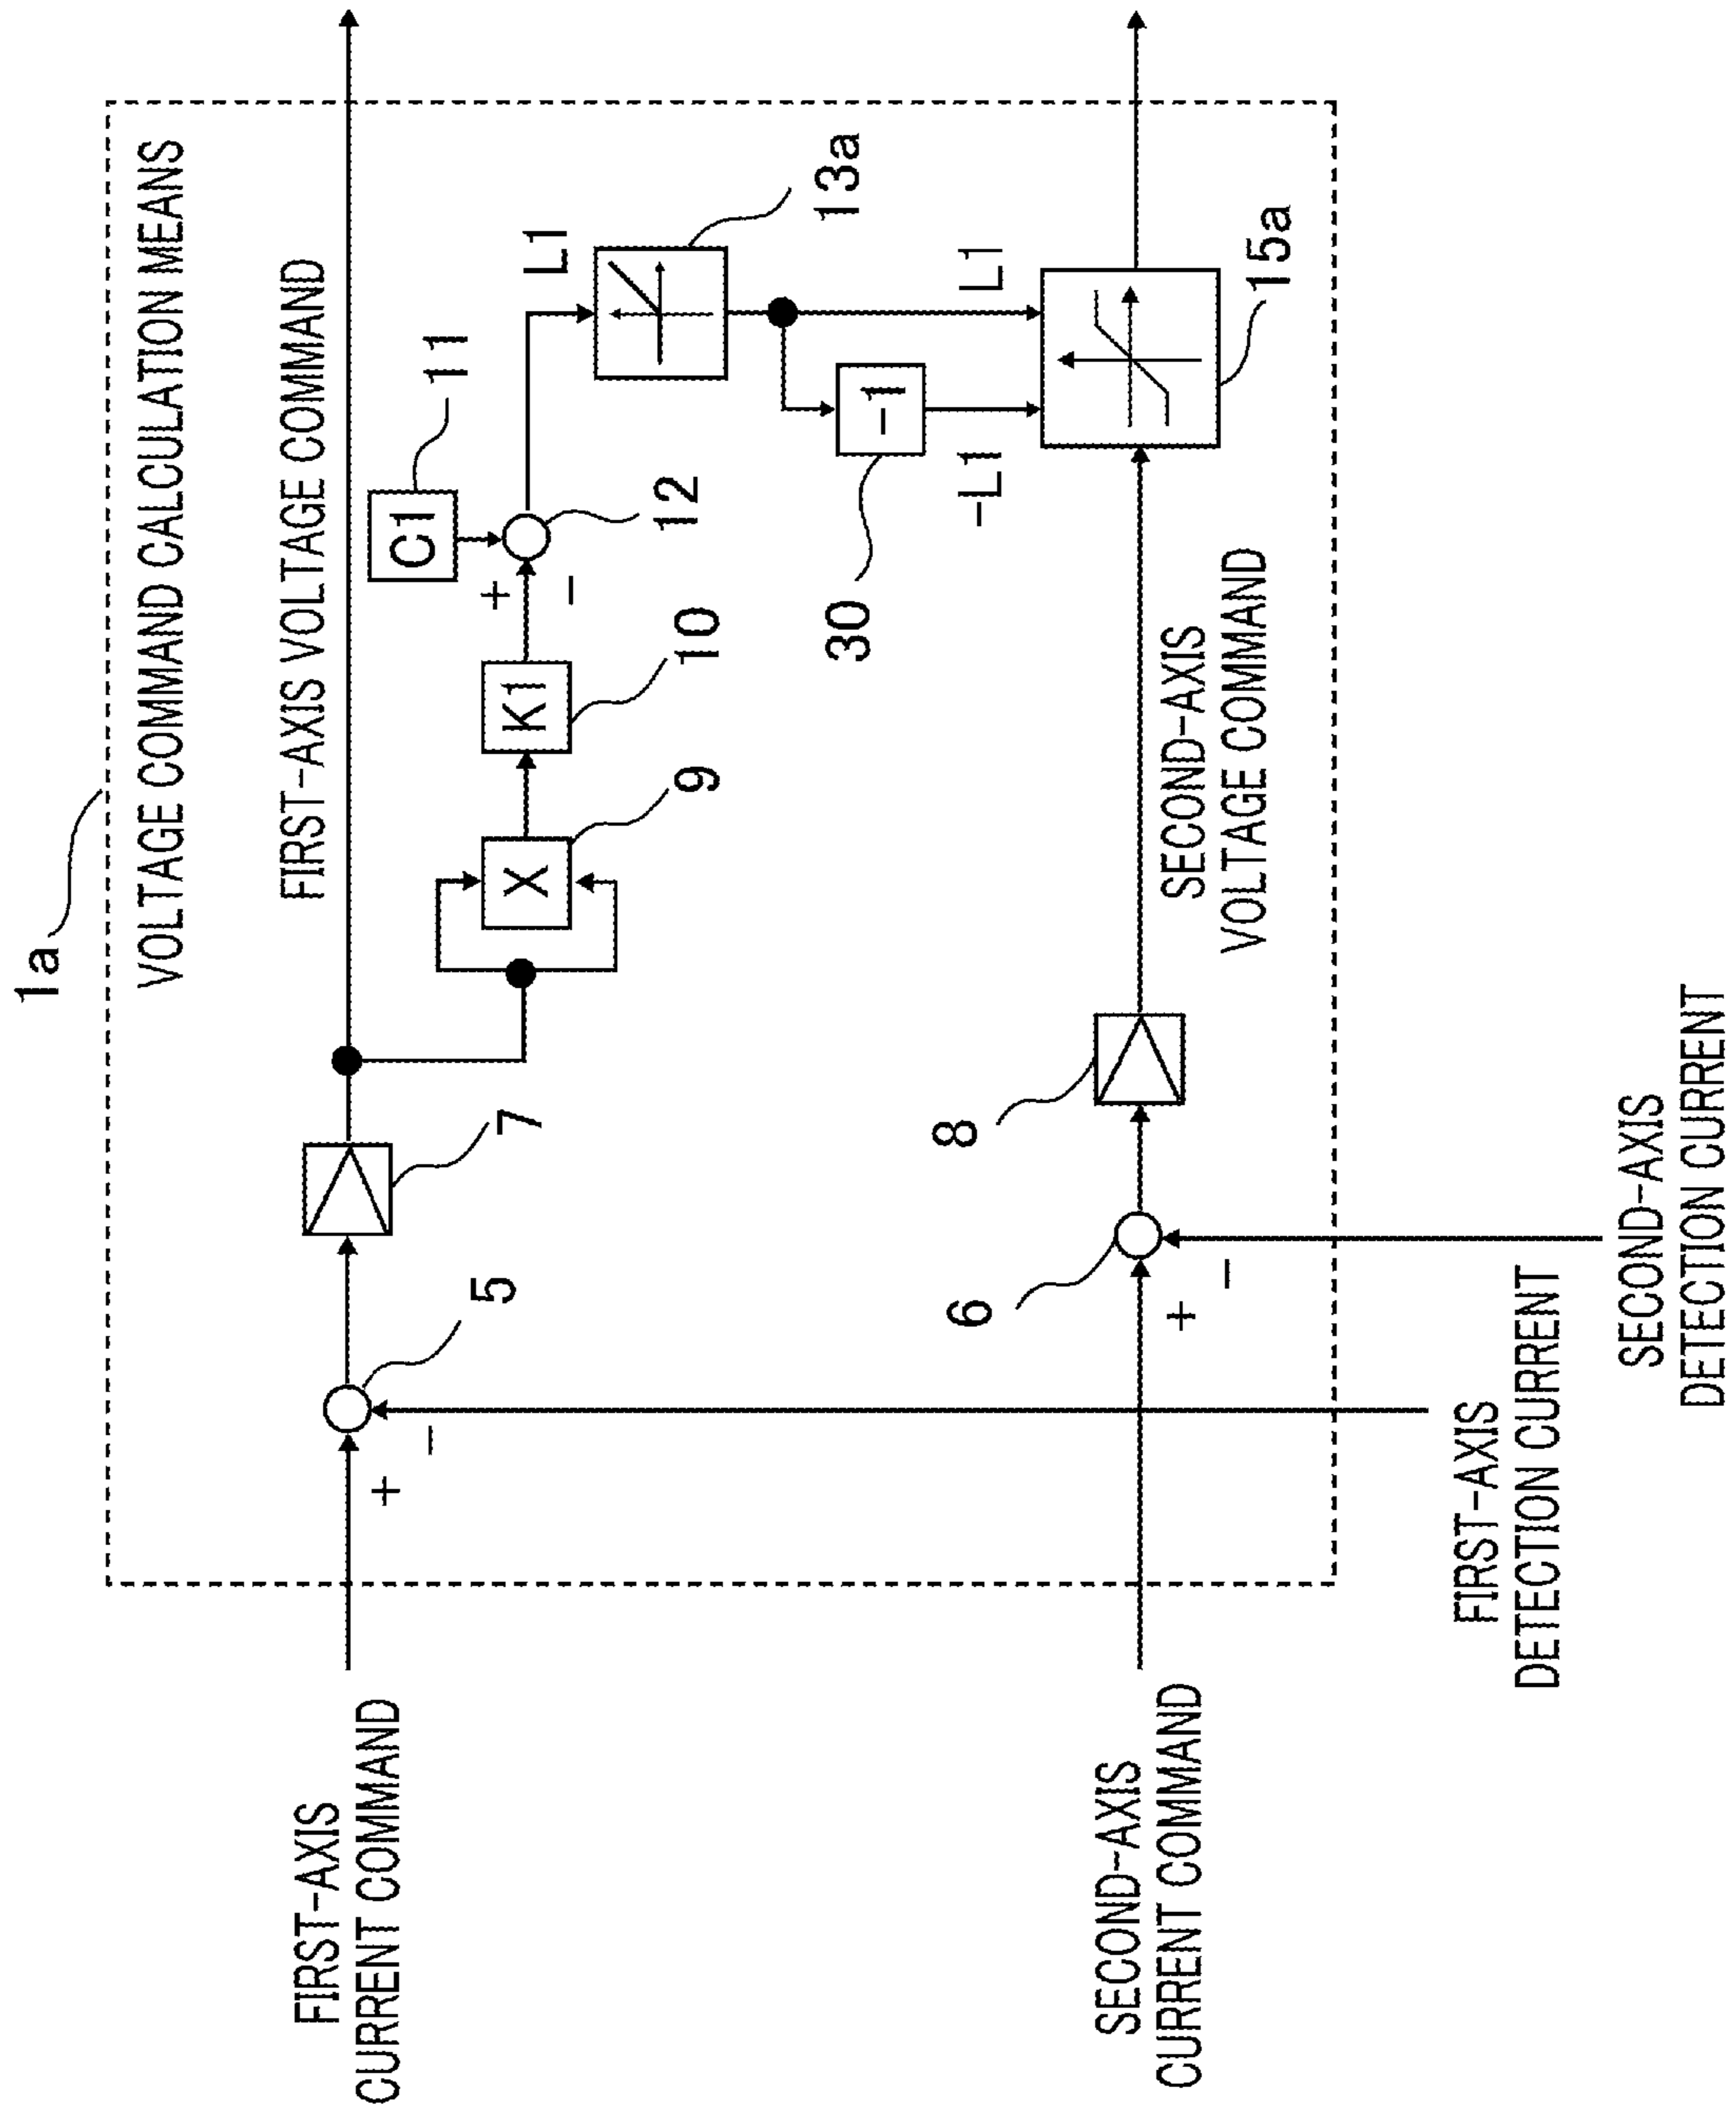 1a
VOLTAGE COMMAND CALCULATION MEANS
FIRST-AXIS VOLTAGE COMMAND
FIRST-AXIS
CURRENT COMMAND
+
−
5
7
X
9
K1
10
+
−
C1
11
12
L1
13a
−1
30
L1
−L1
15a
SECOND-AXIS
VOLTAGE COMMAND
8
6
+
−
SECOND-AXIS
CURRENT COMMAND
FIRST-AXIS
DETECTION CURRENT
SECOND-AXIS
DETECTION CURRENT